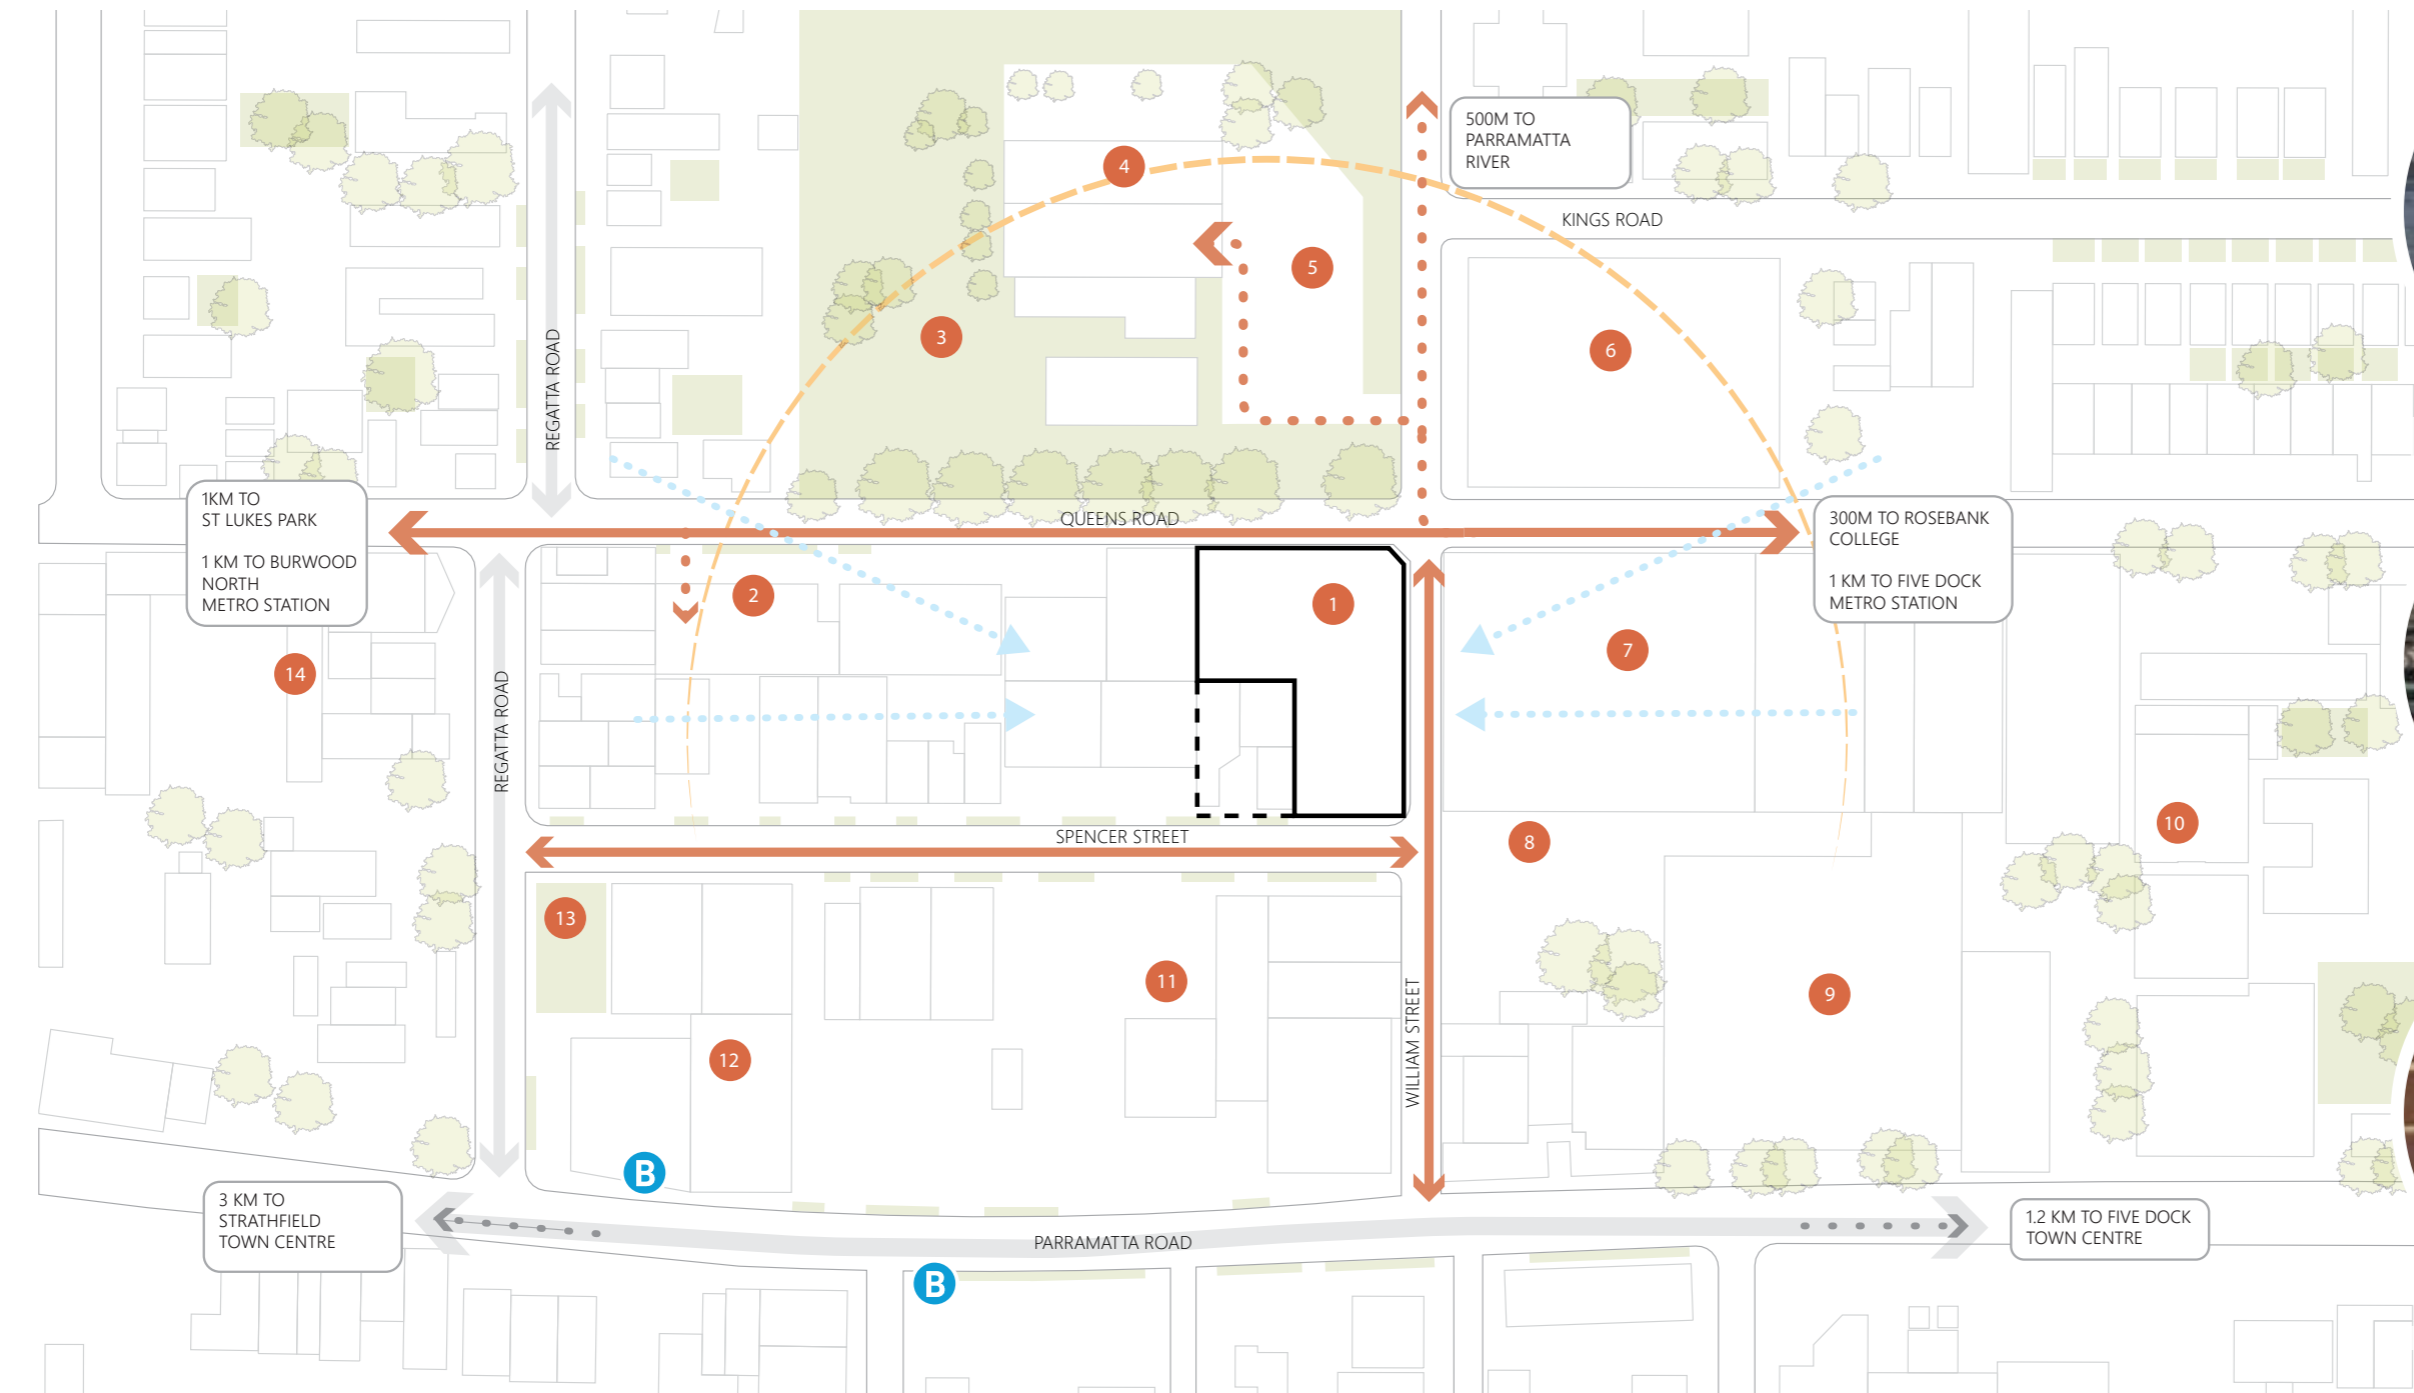 500M TO
PARRAMATTA
RIVER
4
KINGS ROAD
5
3
6
REGATTA ROAD
1KM TO
ST LUKES PARK
1 KM TO BURWOOD
NORTH
METRO STATION
QUEENS ROAD
300M TO ROSEBANK
COLLEGE
1 KM TO FIVE DOCK
METRO STATION
2
1
7
14
REGATTA ROAD
SPENCER STREET
8
10
13
11
9
12
WILLIAM STREET
B
3 KM TO
STRATHFIELD
TOWN CENTRE
PARRAMATTA ROAD
1.2 KM TO FIVE DOCK
TOWN CENTRE
B